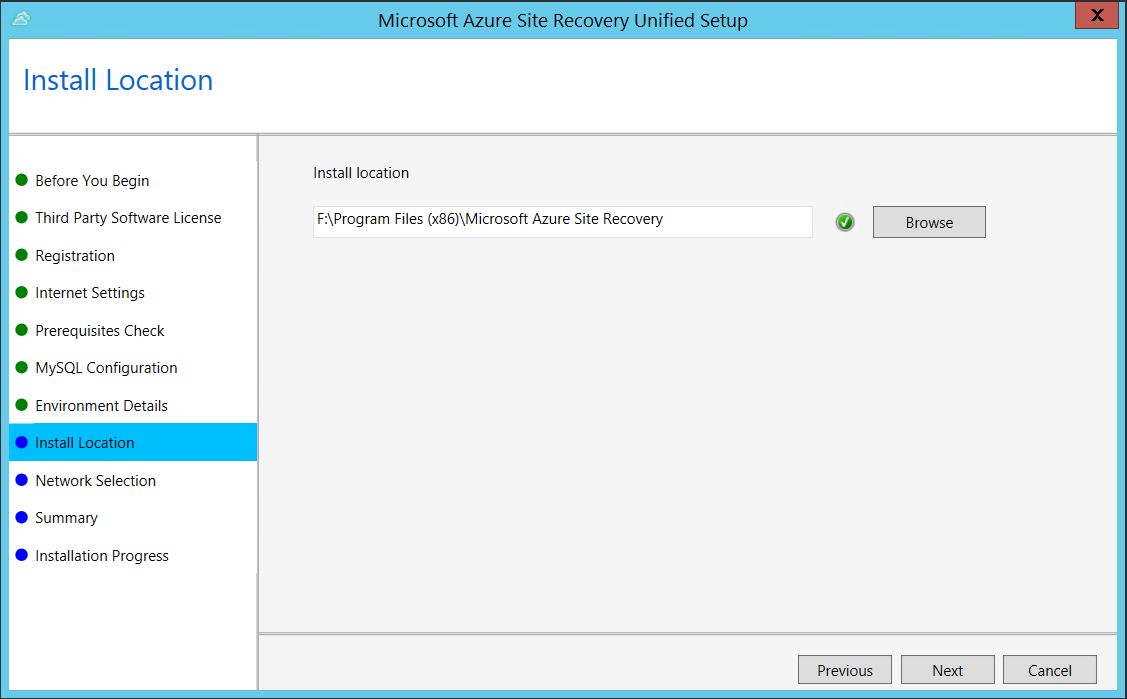 Microsoft Azure Site Recovery Unified Setup
X
Install Location
Before You Begin
Third Party Software License
Registration
Internet Settings
Prerequisites Check
MySQL Configuration
Environment Details
Install Location
Network Selection
Summary
Installation Progress
Install location
F:\Program Files (x86)\Microsoft Azure Site Recovery
Browse
Previous
Next
Cancel